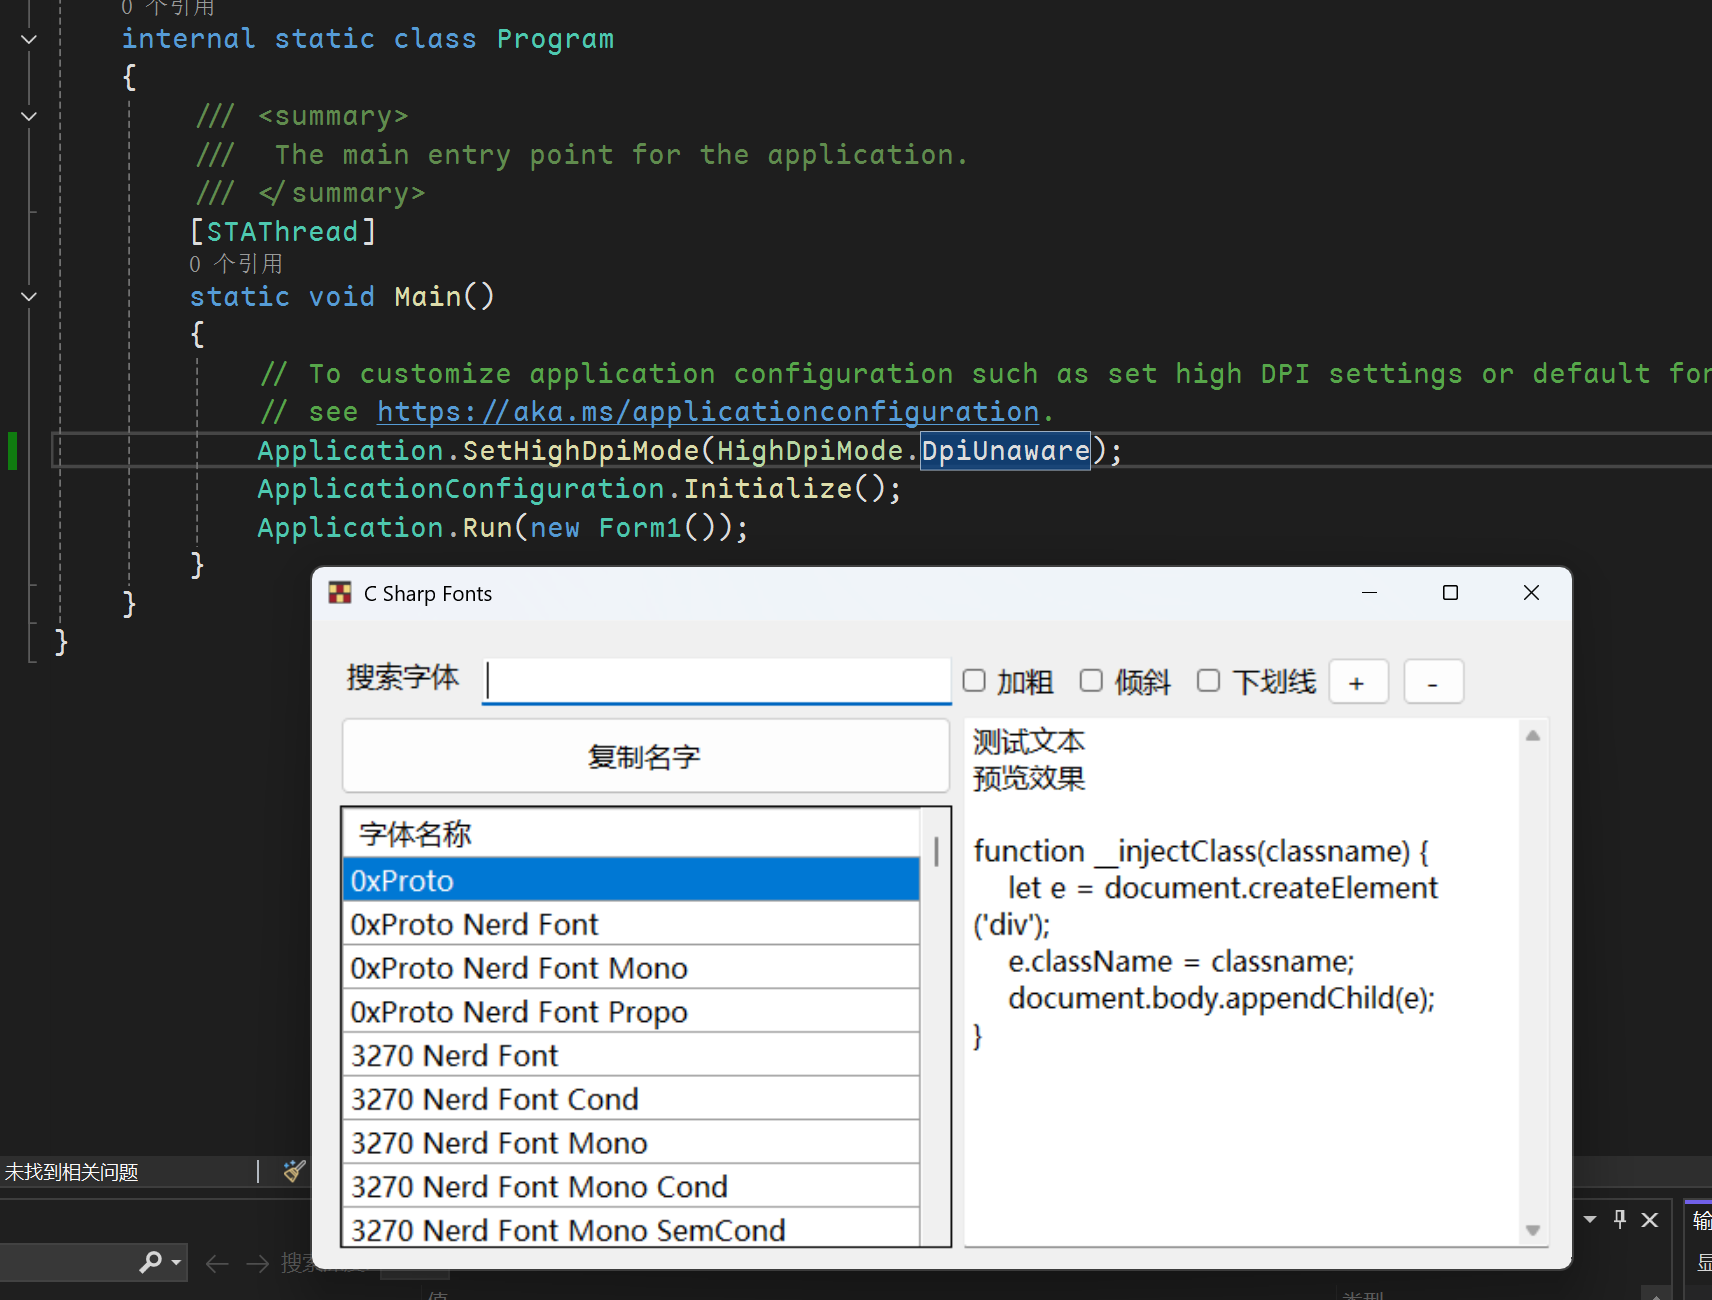 0 个引用
internal static class Program
{
/// <summary>
///  The main entry point for the application.
/// </summary>
[STAThread]
0 个引用
static void Main()
{
// To customize application configuration such as set high DPI settings or default
// see https://aka.ms/applicationconfiguration.
Application.SetHighDpiMode(HighDpiMode.DpiUnaware);
ApplicationConfiguration.Initialize();
Application.Run(new Form1());
}
}
}
C Sharp Fonts
搜索字体
加粗 倾斜 下划线 + -
复制名字
字体名称
0xProto
0xProto Nerd Font
0xProto Nerd Font Mono
0xProto Nerd Font Propo
3270 Nerd Font
3270 Nerd Font Cond
3270 Nerd Font Mono
3270 Nerd Font Mono Cond
3270 Nerd Font Mono SemCond
测试文本
预览效果
function __injectClass(classname) {
let e = document.createElement
('div');
e.className = classname;
document.body.appendChild(e);
}
未找到相关问题